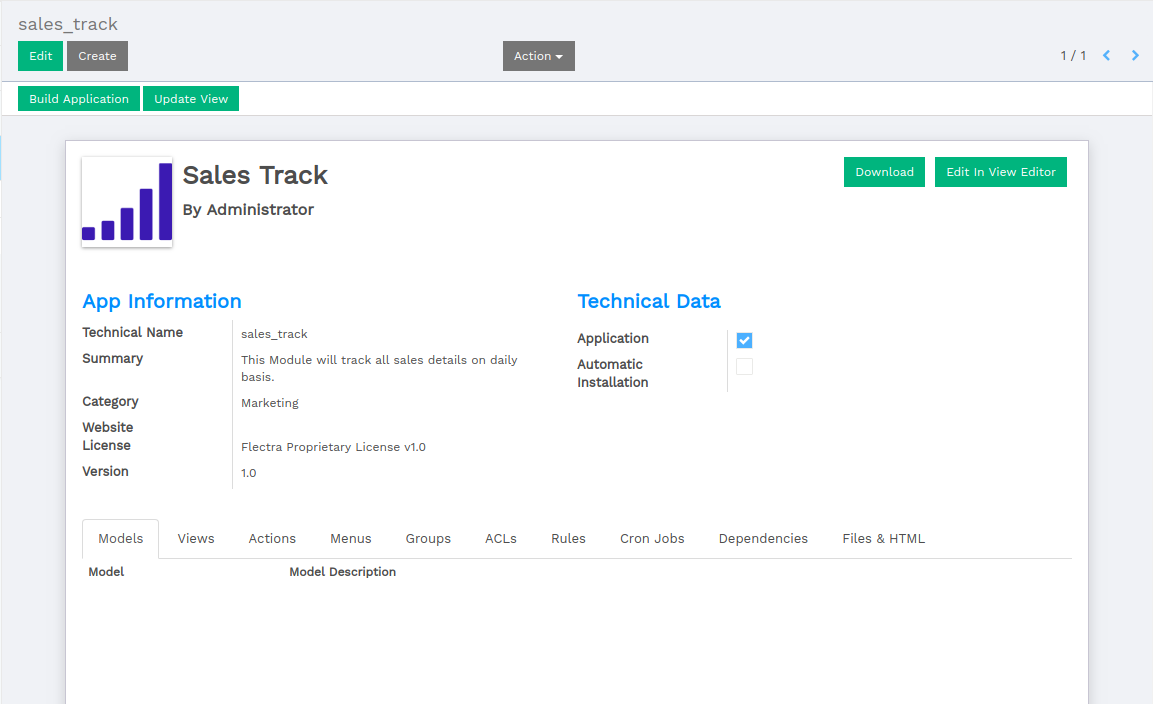 sales_track
Edit Create Action 1 / 1
Build Application Update View
Sales Track
By Administrator
Download Edit In View Editor
App Information
Technical Name sales_track
Summary This Module will track all sales details on daily
basis.
Category Marketing
Website
License Flectra Proprietary License v1.0
Version 1.0
Technical Data
Application
Automatic
Installation
Models Views Actions Menus Groups ACLs Rules Cron Jobs Dependencies Files & HTML
Model Model Description